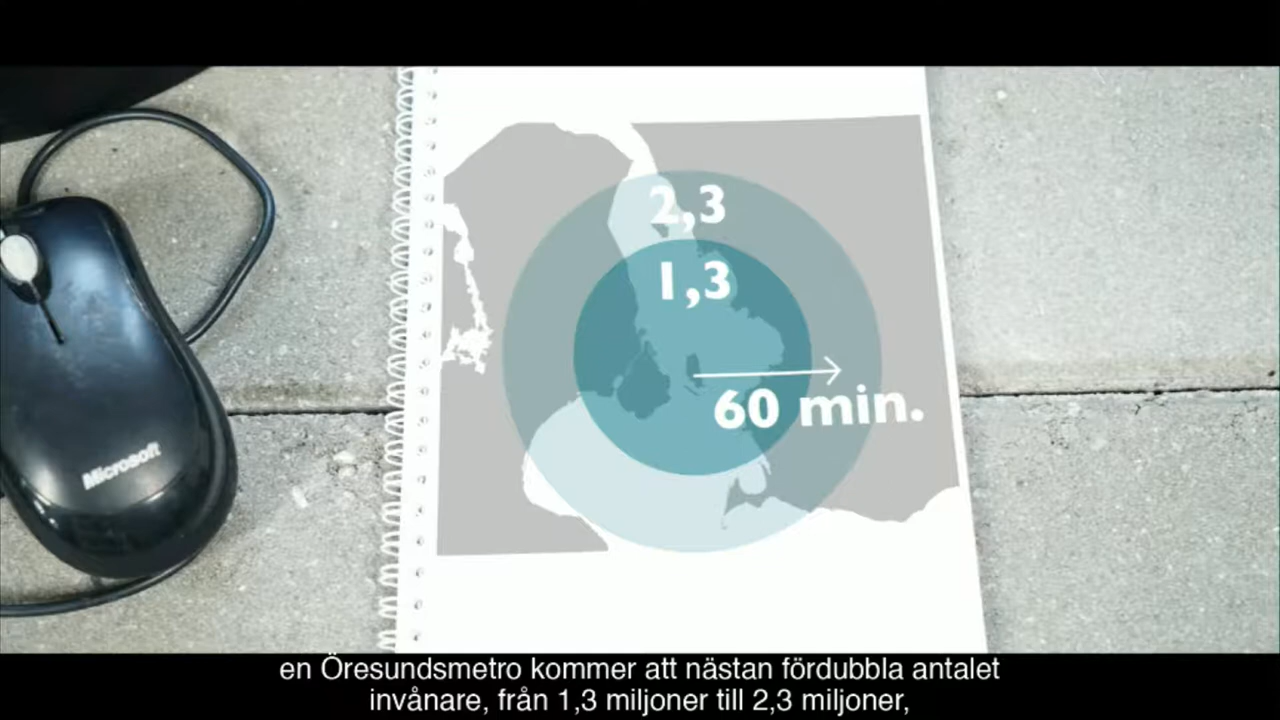 2,3
1,3
60 min.
Microsoft
en Öresundsmetro kommer att nästan fördubbla antalet
invånare, från 1,3 miljoner till 2,3 miljoner,